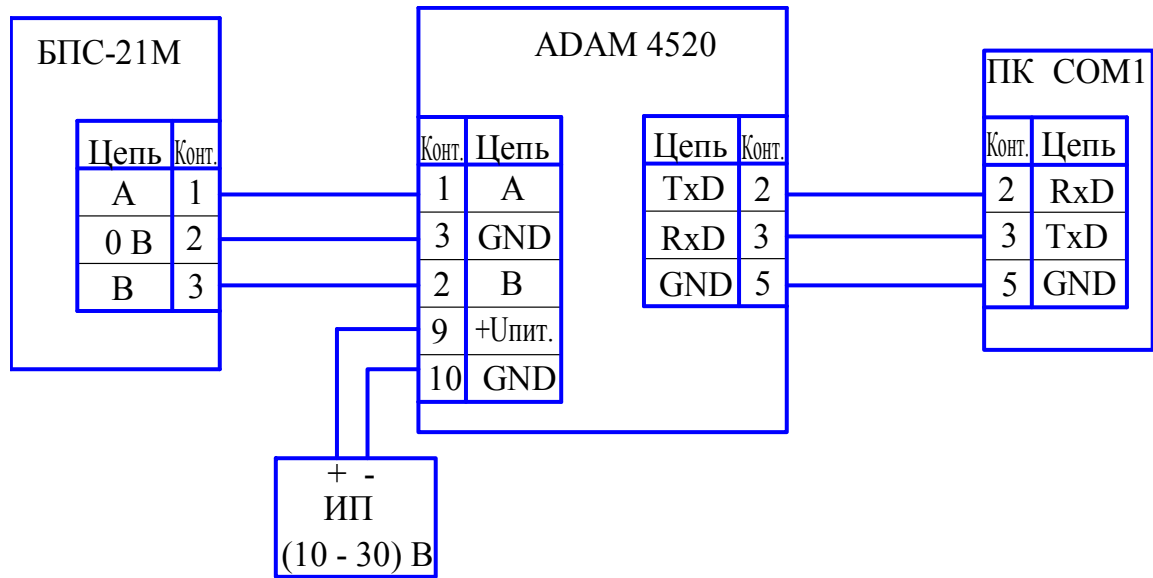 БПС-21М
Цепь Конт.
А 1
0 В 2
В 3
ADAM 4520
Конт. Цепь
1 А
3 GND
2 В
9 +Uпит.
10 GND
Цепь Конт.
TxD 2
RxD 3
GND 5
ПК COM1
Конт. Цепь
2 RxD
3 TxD
5 GND
+ -
ИП
(10 - 30) В